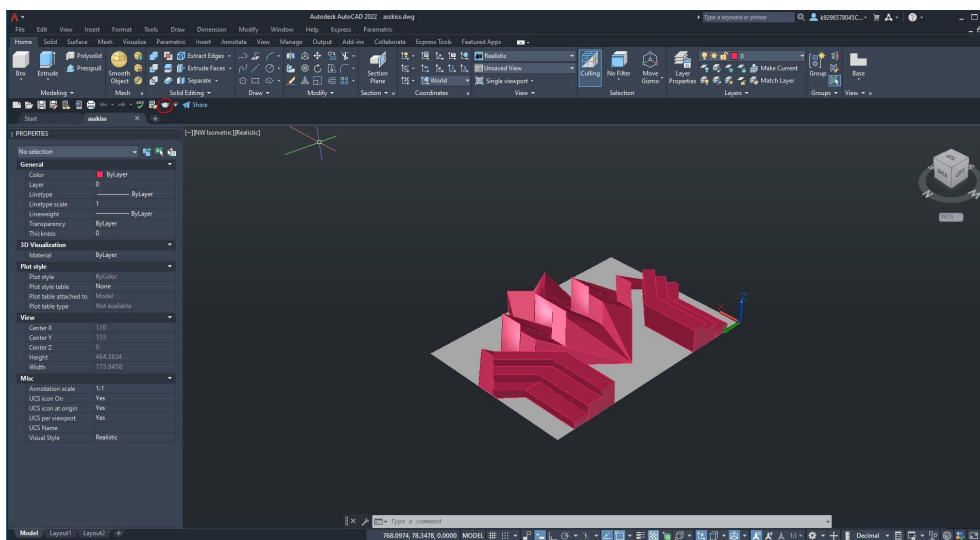 Autodesk AutoCAD 2022 asskiss.dwg
Type a keyword or phrase
k9296578045C...
File Edit View Insert Format Tools Draw Dimension Modify Window Help Express Parametric
Home Solid Surface Mesh Visualize Parametric Insert Annotate View Manage Output Add-ins Collaborate Express Tools Featured Apps
Box
Extrude
Polysolid
Presspull
Smooth Object
Extract Edges
Extrude Faces
Separate
Section Plane
World
Realistic
Unsaved View
Single viewport
Culling
No Filter
Move Gizmo
Layer Properties
0
Make Current
Match Layer
Group
Base
Modeling Mesh Solid Editing Draw Modify Section Coordinates View Selection Layers Groups View
Share
Start asskiss
PROPERTIES
[−][NW Isometric][Realistic]
No selection
General
Color ByLayer
Layer 0
Linetype ByLayer
Linetype scale 1
Lineweight ByLayer
Transparency ByLayer
Thickness 0
3D Visualization
Material ByLayer
Plot style
Plot style ByColor
Plot style table None
Plot table attached to Model
Plot table type Not available
View
Center X 120
Center Y 135
Center Z 0
Height 464.3834
Width 173.9458
Misc
Annotation scale 1:1
UCS icon On Yes
UCS icon at origin Yes
UCS per viewport Yes
UCS Name
Visual Style Realistic
BACK LEFT
N W
WCS
X Z
Type a command
Model Layout1 Layout2
768.0974, 78.3478, 0.0000 MODEL 1:1 Decimal